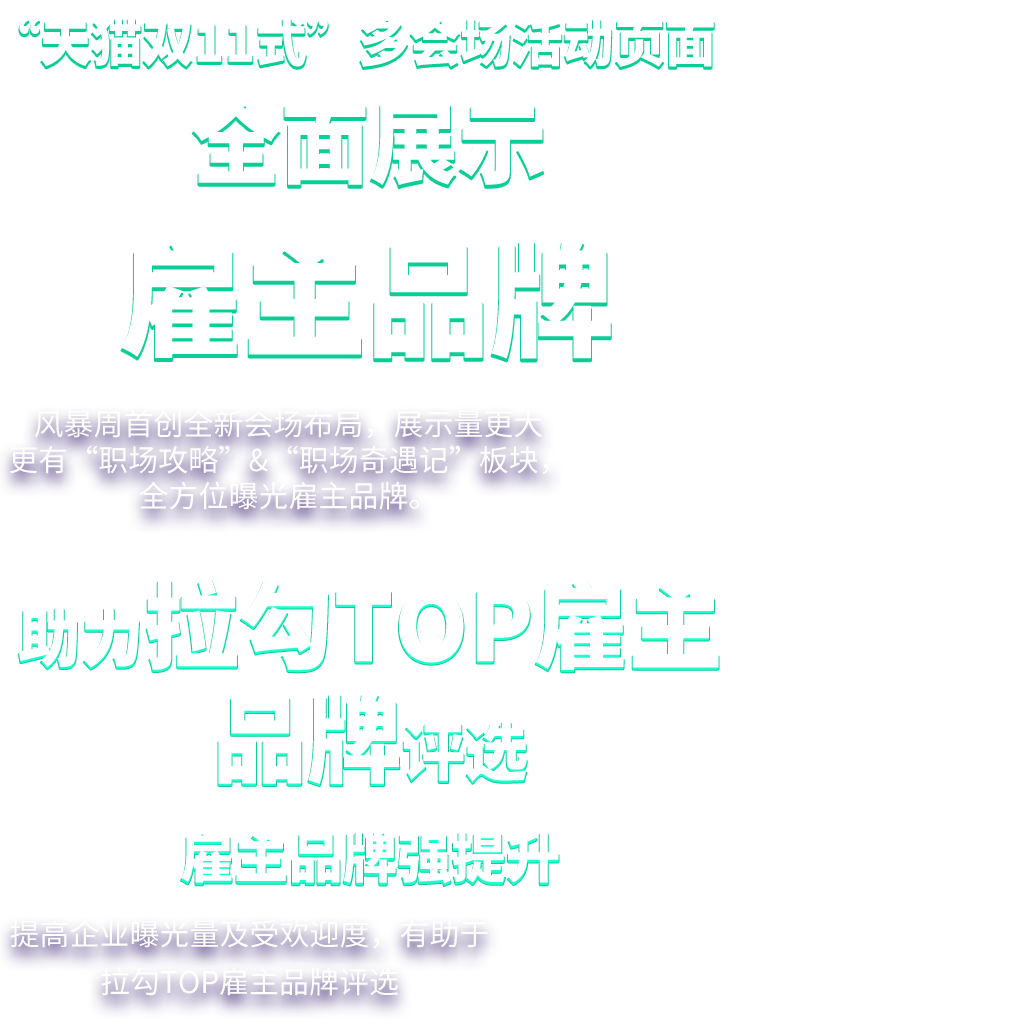 “天猫双11式”多会场活动页面
全面展示
雇主品牌
风暴周首创全新会场布局，展示量更大
更有“职场攻略”&“职场奇遇记”板块，
全方位曝光雇主品牌。
助力拉勾TOP雇主
品牌评选
雇主品牌强提升
提高企业曝光量及受欢迎度，有助于
拉勾TOP雇主品牌评选